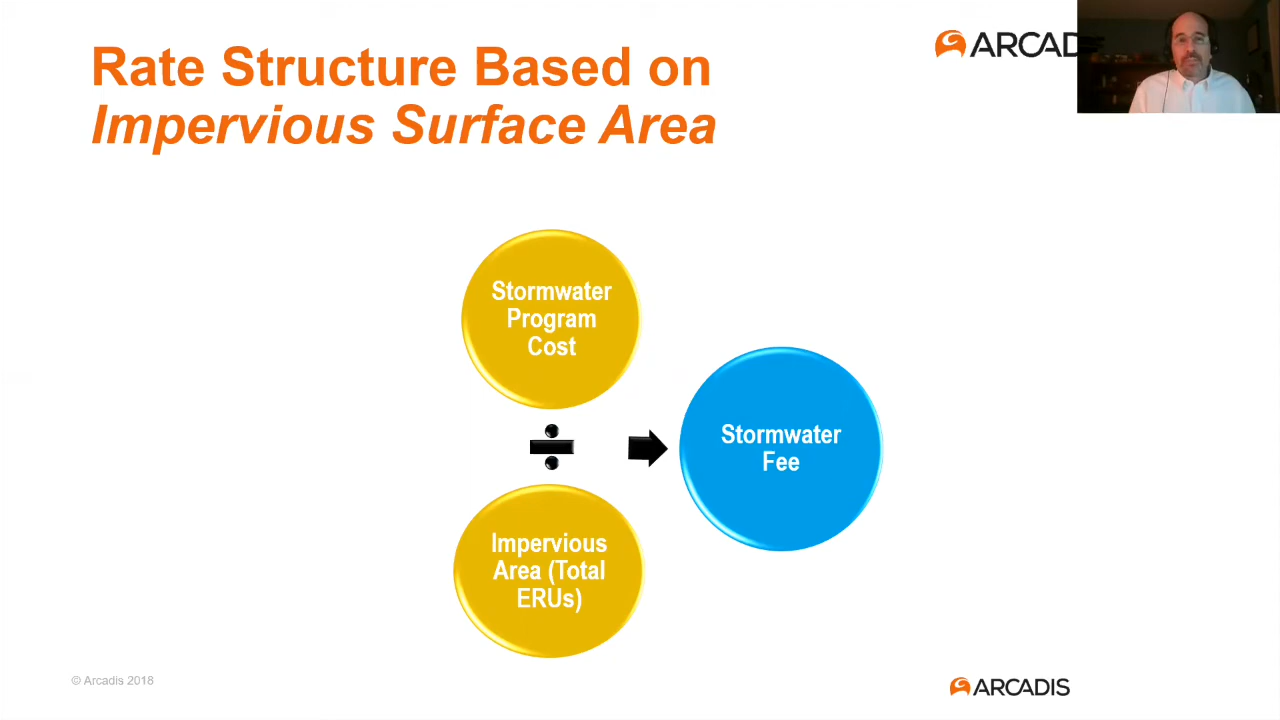 Rate Structure Based on
Impervious Surface Area
ARCAD
Stormwater
Program
Cost
÷
Stormwater
Fee
Impervious
Area (Total
ERUs)
© Arcadis 2018
ARCADIS